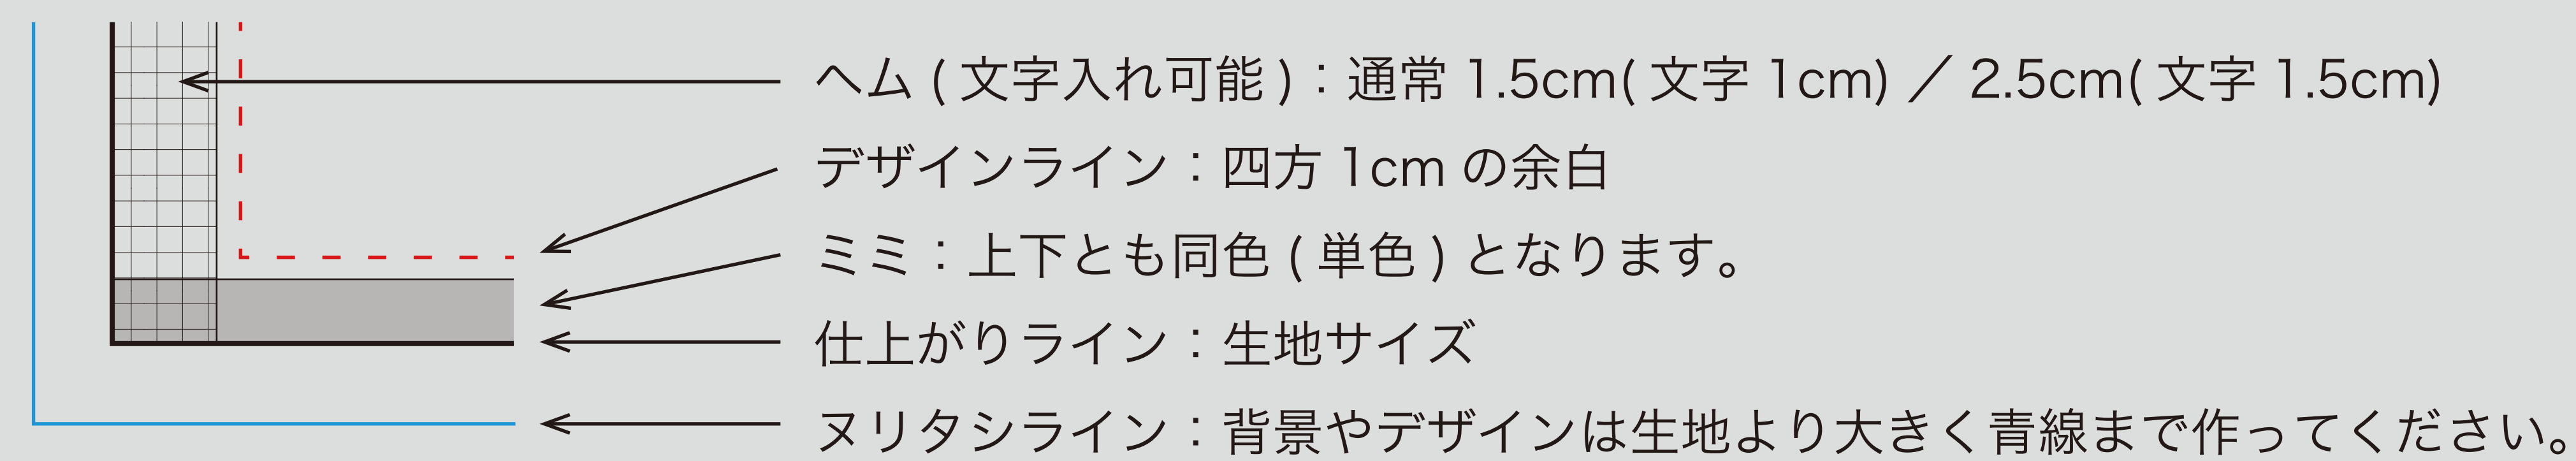 ヘム(文字入れ可能)：通常 1.5cm(文字 1cm) ／ 2.5cm(文字 1.5cm)
デザインライン：四方 1cm の余白
ミミ：上下とも同色(単色)となります。
仕上がりライン：生地サイズ
ヌリタシライン：背景やデザインは生地より大きく青線まで作ってください。